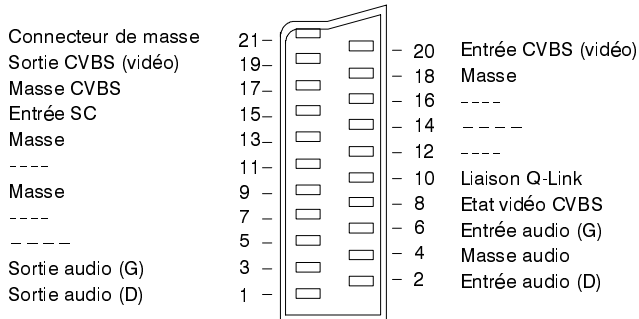 Connecteur de masse 21
Sortie CVBS (vidéo) 19
Masse CVBS 17
Entrée SC 15
Masse 13
---- 11
Masse 9
---- 7
---- 5
Sortie audio (G) 3
Sortie audio (D) 1
20 Entrée CVBS (vidéo)
18 Masse
16 ----
14 ----
12 ----
10 Liaison Q-Link
8 Etat vidéo CVBS
6 Entrée audio (G)
4 Masse audio
2 Entrée audio (D)